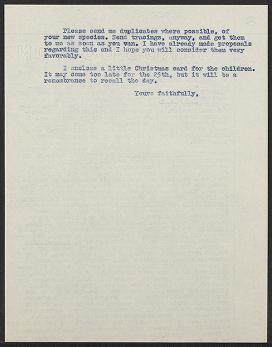 Please send me duplicates where possible, of
your new species. Send tracings, anyway, and get them
to me as soon as you van. I have already made proposals
regarding this and I hope you will consider them very
favorably.
I enclose a little Christmas card for the children.
It may come too late for the 25th, but it will be a
remembrance to recall the day.
Yours faithfully,